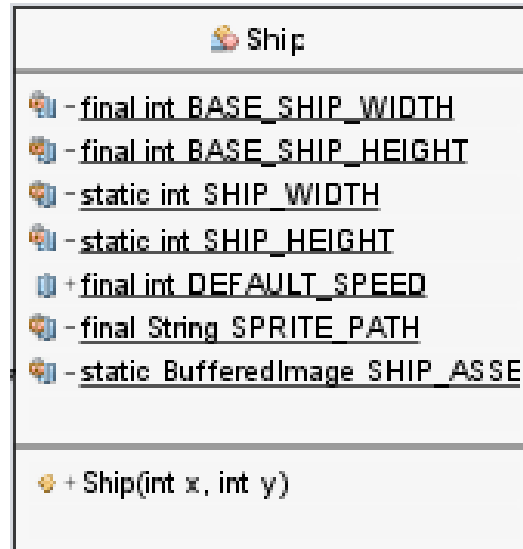 Ship
- final int BASE_SHIP_WIDTH
- final int BASE_SHIP_HEIGHT
- static int SHIP_WIDTH
- static int SHIP_HEIGHT
+ final int DEFAULT_SPEED
- final String SPRITE_PATH
- static BufferedImage SHIP_ASSE
+ Ship(int x, int y)